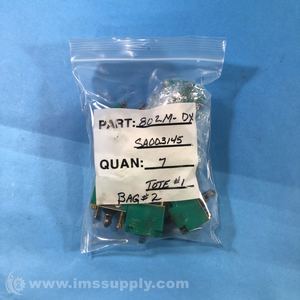 PART: 802M-DX
SA003145
QUAN: 7
TOTE #1
BAG #2
www.imssupply.com